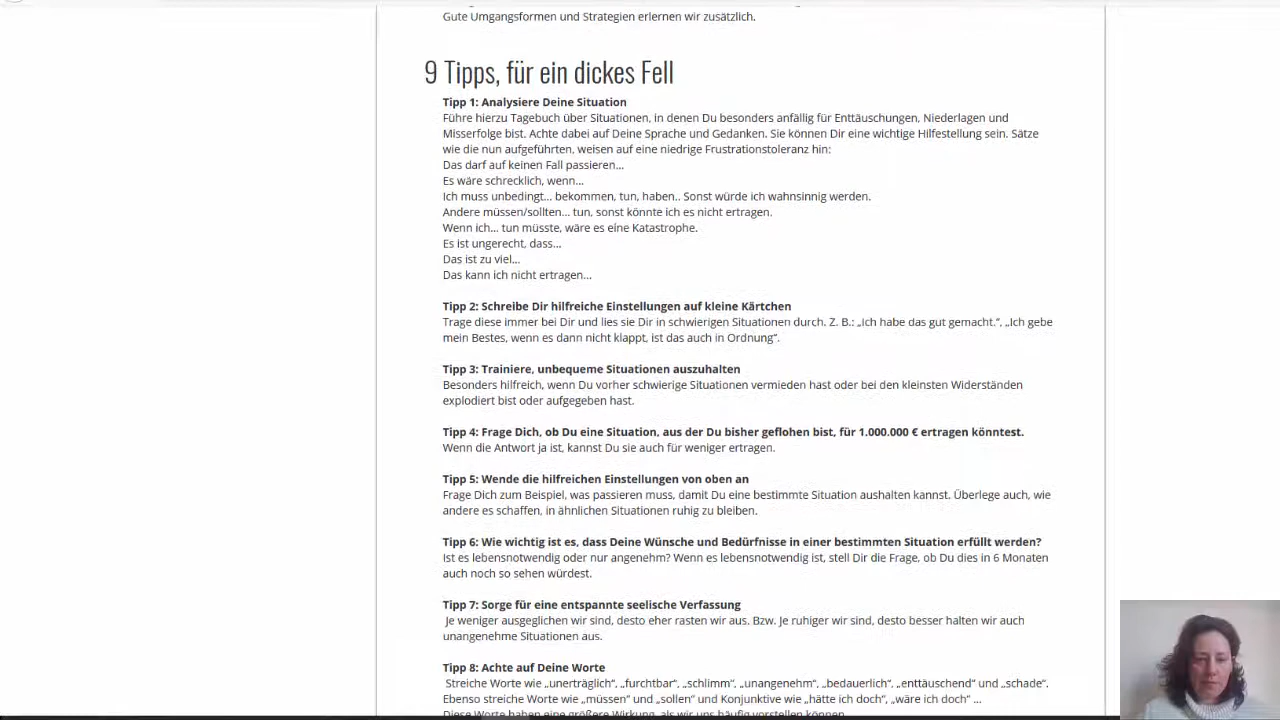 Gute Umgangsformen und Strategien erlernen wir zusätzlich.
9 Tipps, für ein dickes Fell
Tipp 1: Analysiere Deine Situation
Führe hierzu Tagebuch über Situationen, in denen Du besonders anfällig für Enttäuschungen, Niederlagen und
Misserfolge bist. Achte dabei auf Deine Sprache und Gedanken. Sie können Dir eine wichtige Hilfestellung sein. Sätze
wie die nun aufgeführten, weisen auf eine niedrige Frustrationstoleranz hin:
Das darf auf keinen Fall passieren…
Es wäre schrecklich, wenn…
Ich muss unbedingt… bekommen, tun, haben.. Sonst würde ich wahnsinnig werden.
Andere müssen/sollten… tun, sonst könnte ich es nicht ertragen.
Wenn ich… tun müsste, wäre es eine Katastrophe.
Es ist ungerecht, dass…
Das ist zu viel…
Das kann ich nicht ertragen…
Tipp 2: Schreibe Dir hilfreiche Einstellungen auf kleine Kärtchen
Trage diese immer bei Dir und lies sie Dir in schwierigen Situationen durch. Z. B.: „Ich habe das gut gemacht.“, „Ich gebe
mein Bestes, wenn es dann nicht klappt, ist das auch in Ordnung“.
Tipp 3: Trainiere, unbequeme Situationen auszuhalten
Besonders hilfreich, wenn Du vorher schwierige Situationen vermieden hast oder bei den kleinsten Widerständen
explodiert bist oder aufgegeben hast.
Tipp 4: Frage Dich, ob Du eine Situation, aus der Du bisher geflohen bist, für 1.000.000 € ertragen könntest.
Wenn die Antwort ja ist, kannst Du sie auch für weniger ertragen.
Tipp 5: Wende die hilfreichen Einstellungen von oben an
Frage Dich zum Beispiel, was passieren muss, damit Du eine bestimmte Situation aushalten kannst. Überlege auch, wie
andere es schaffen, in ähnlichen Situationen ruhig zu bleiben.
Tipp 6: Wie wichtig ist es, dass Deine Wünsche und Bedürfnisse in einer bestimmten Situation erfüllt werden?
Ist es lebensnotwendig oder nur angenehm? Wenn es lebensnotwendig ist, stell Dir die Frage, ob Du dies in 6 Monaten
auch noch so sehen würdest.
Tipp 7: Sorge für eine entspannte seelische Verfassung
Je weniger ausgeglichen wir sind, desto eher rasten wir aus. Bzw. Je ruhiger wir sind, desto besser halten wir auch
unangenehme Situationen aus.
Tipp 8: Achte auf Deine Worte
Streiche Worte wie „unerträglich“, „furchtbar“, „schlimm“, „unangenehm“, „bedauerlich“, „enttäuschend“ und „schade“.
Ebenso streiche Worte wie „müssen“ und „sollen“ und Konjunktive wie „hätte ich doch“, „wäre ich doch“ …
Diese Worte haben eine größere Wirkung, als wir uns häufig vorstellen können.